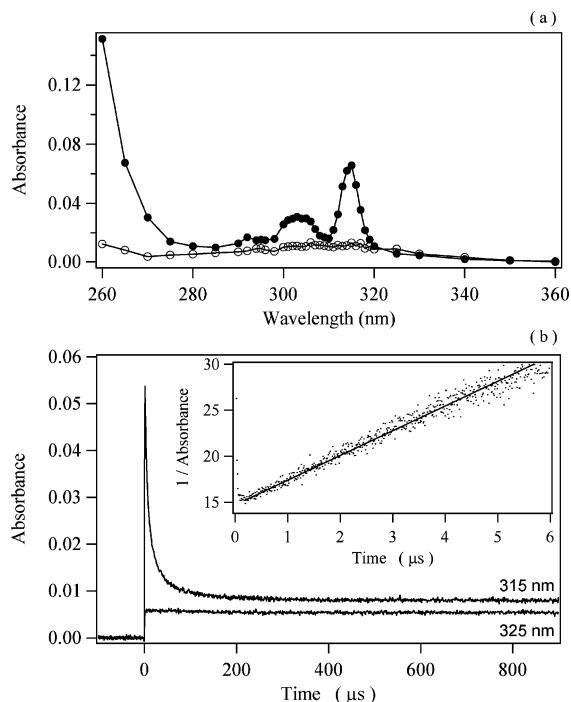 ( a )
0.12
0.08
0.04
0.00
Absorbance
260 280 300 320 340 360
Wavelength (nm)
( b )
0.06
0.05
0.04
0.03
0.02
0.01
0.00
Absorbance
30
25
20
15
1 / Absorbance
0 1 2 3 4 5 6
Time ( μs )
315 nm
325 nm
0 200 400 600 800
Time ( μs )